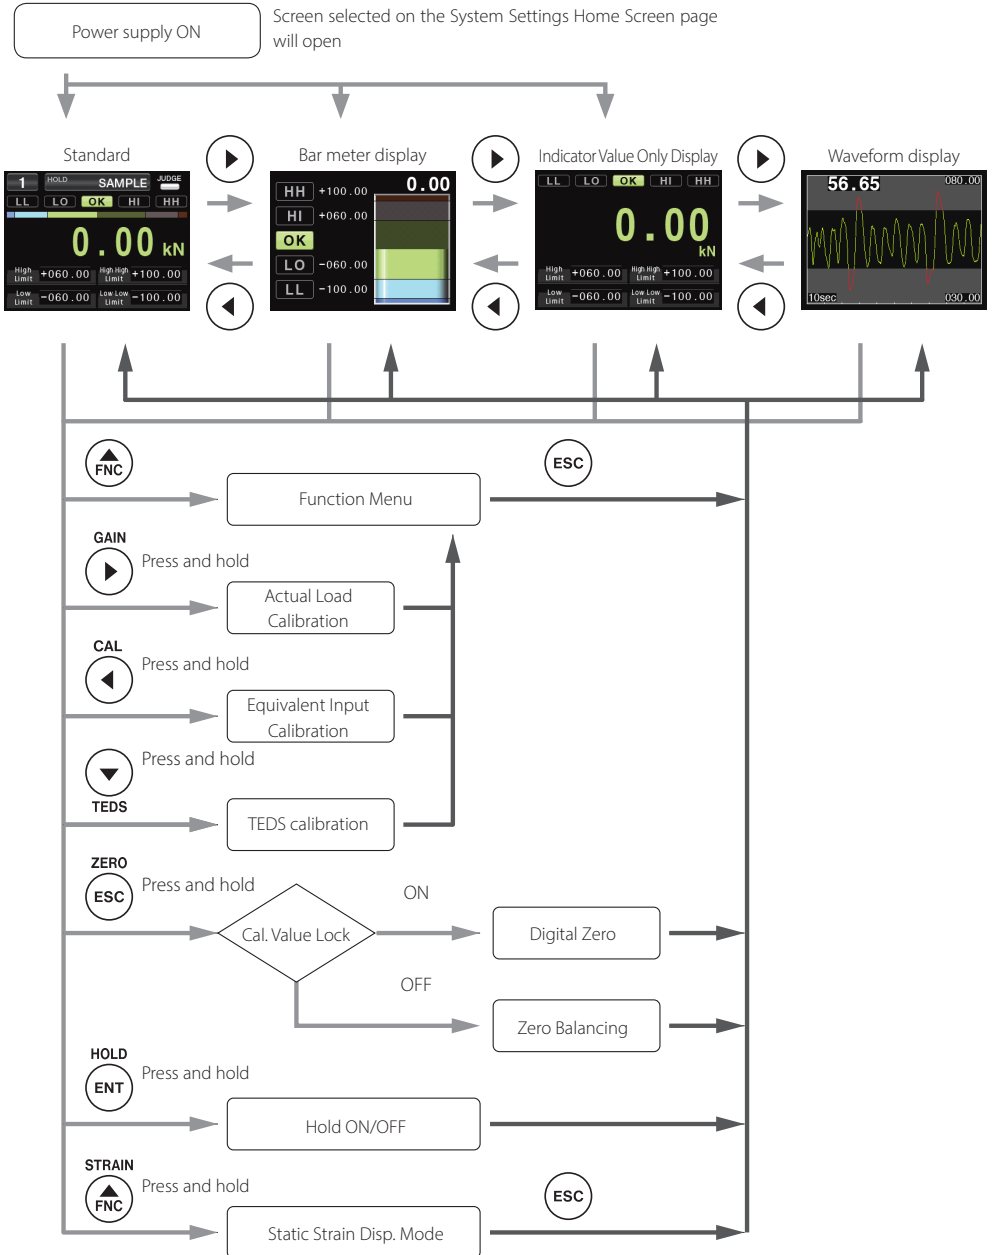 Power supply ON
Screen selected on the System Settings Home Screen page
will open
Standard
Bar meter display
Indicator Value Only Display
Waveform display
1 HOLD SAMPLE JUDGE
LL LO OK HI HH
0.00 kN
High Limit +060.00 High High Limit +100.00
Low Limit -060.00 Low Low Limit -100.00
0.00
HH +100.00
HI +060.00
OK
LO -060.00
LL -100.00
LL LO OK HI HH
0.00
kN
High Limit +060.00 High High Limit +100.00
Low Limit -060.00 Low Low Limit -100.00
56.65 080.00
10sec 030.00
FNC
ESC
Function Menu
GAIN
Press and hold
Actual Load
Calibration
CAL
Press and hold
Equivalent Input
Calibration
Press and hold
TEDS
TEDS calibration
ZERO
ESC
Press and hold
ON
Cal. Value Lock
Digital Zero
OFF
Zero Balancing
HOLD
ENT
Press and hold
Hold ON/OFF
STRAIN
FNC
Press and hold
ESC
Static Strain Disp. Mode